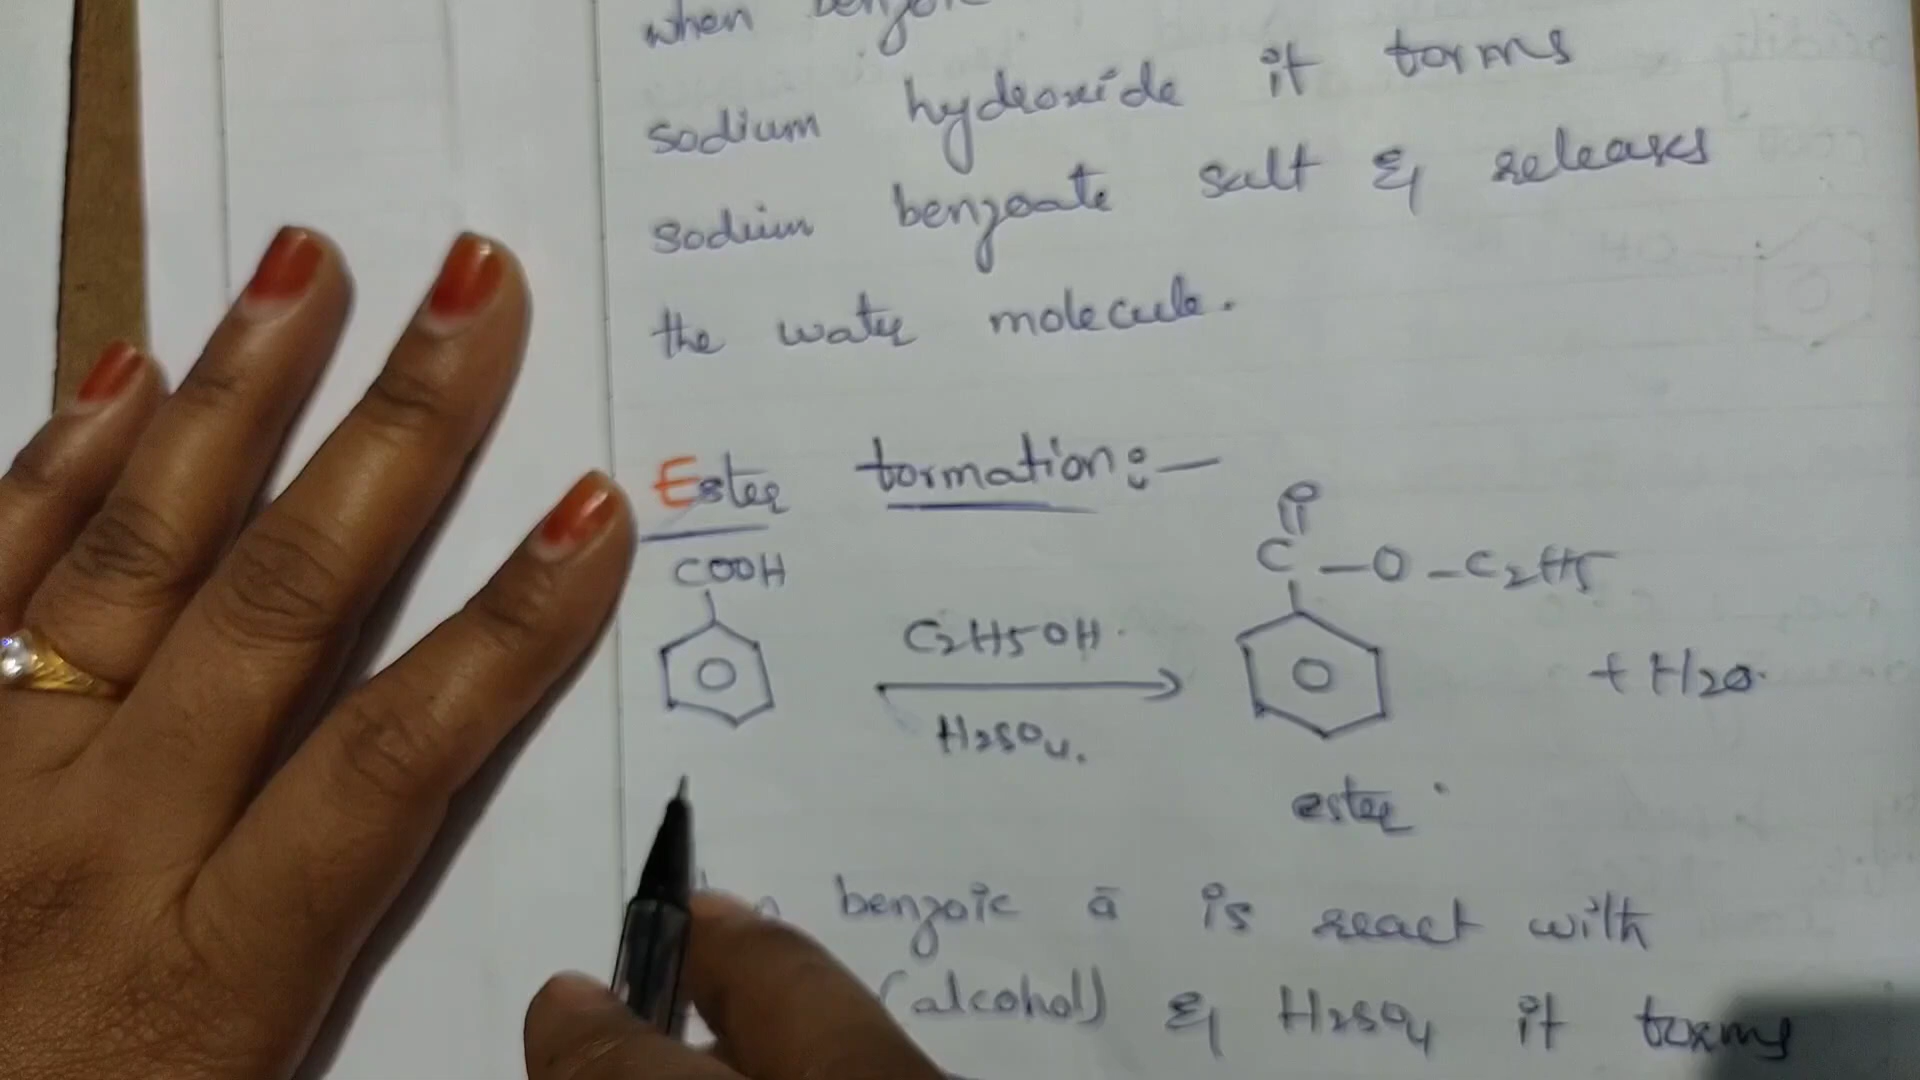 when benzoic
sodium hydroxide it forms
sodium benzoate salt & releases
the water molecule.
Ester formation:-
O
COOH
C-O-C2H5
C2H5OH.
+ H2O.
H2SO4.
ester
benzoic ā is react with
(alcohol) & H2SO4 it forms